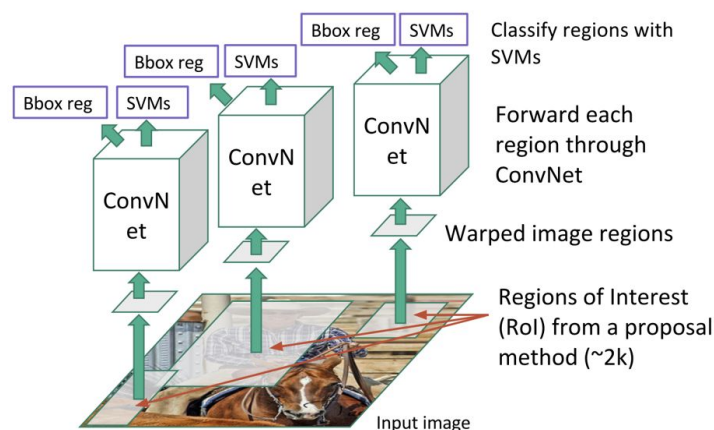 Bbox reg
SVMs
Classify regions with
SVMs
Bbox reg
SVMs
Bbox reg
SVMs
ConvN
et
ConvN
et
ConvN
et
Forward each
region through
ConvNet
Warped image regions
Regions of Interest
(RoI) from a proposal
method (~2k)
Input image